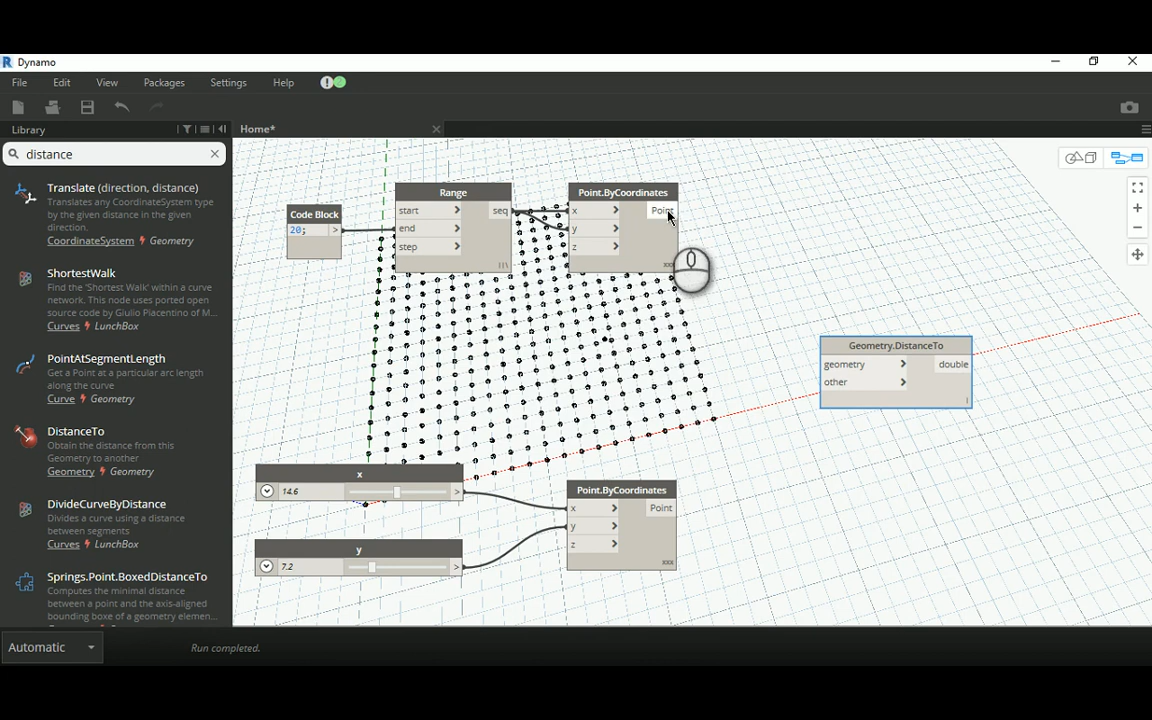 R Dynamo
File Edit View Packages Settings Help !
Library
Home*
distance
Translate (direction, distance)
Translates any CoordinateSystem type
by the given distance in the given
direction.
CoordinateSystem Geometry
ShortestWalk
Find the 'Shortest Walk' within a curve
network. This node uses ported open
source code by Giulio Piacentino of M...
Curves LunchBox
PointAtSegmentLength
Get a Point at a particular arc length
along the curve
Curve Geometry
DistanceTo
Obtain the distance from this
Geometry to another
Geometry Geometry
DivideCurveByDistance
Divides a curve using a distance
between segments
Curves LunchBox
Springs.Point.BoxedDistanceTo
Computes the minimal distance
between a point and the axis-aligned
bounding boxe of a geometry elemen...
Code Block
20; >
Range
start > seq
end >
step >
|||
Point.ByCoordinates
x > Point
y >
z >
xxx
Geometry.DistanceTo
geometry > double
other >
|
x
14.6 >
y
7.2 >
Point.ByCoordinates
x > Point
y >
z >
xxx
Automatic
Run completed.